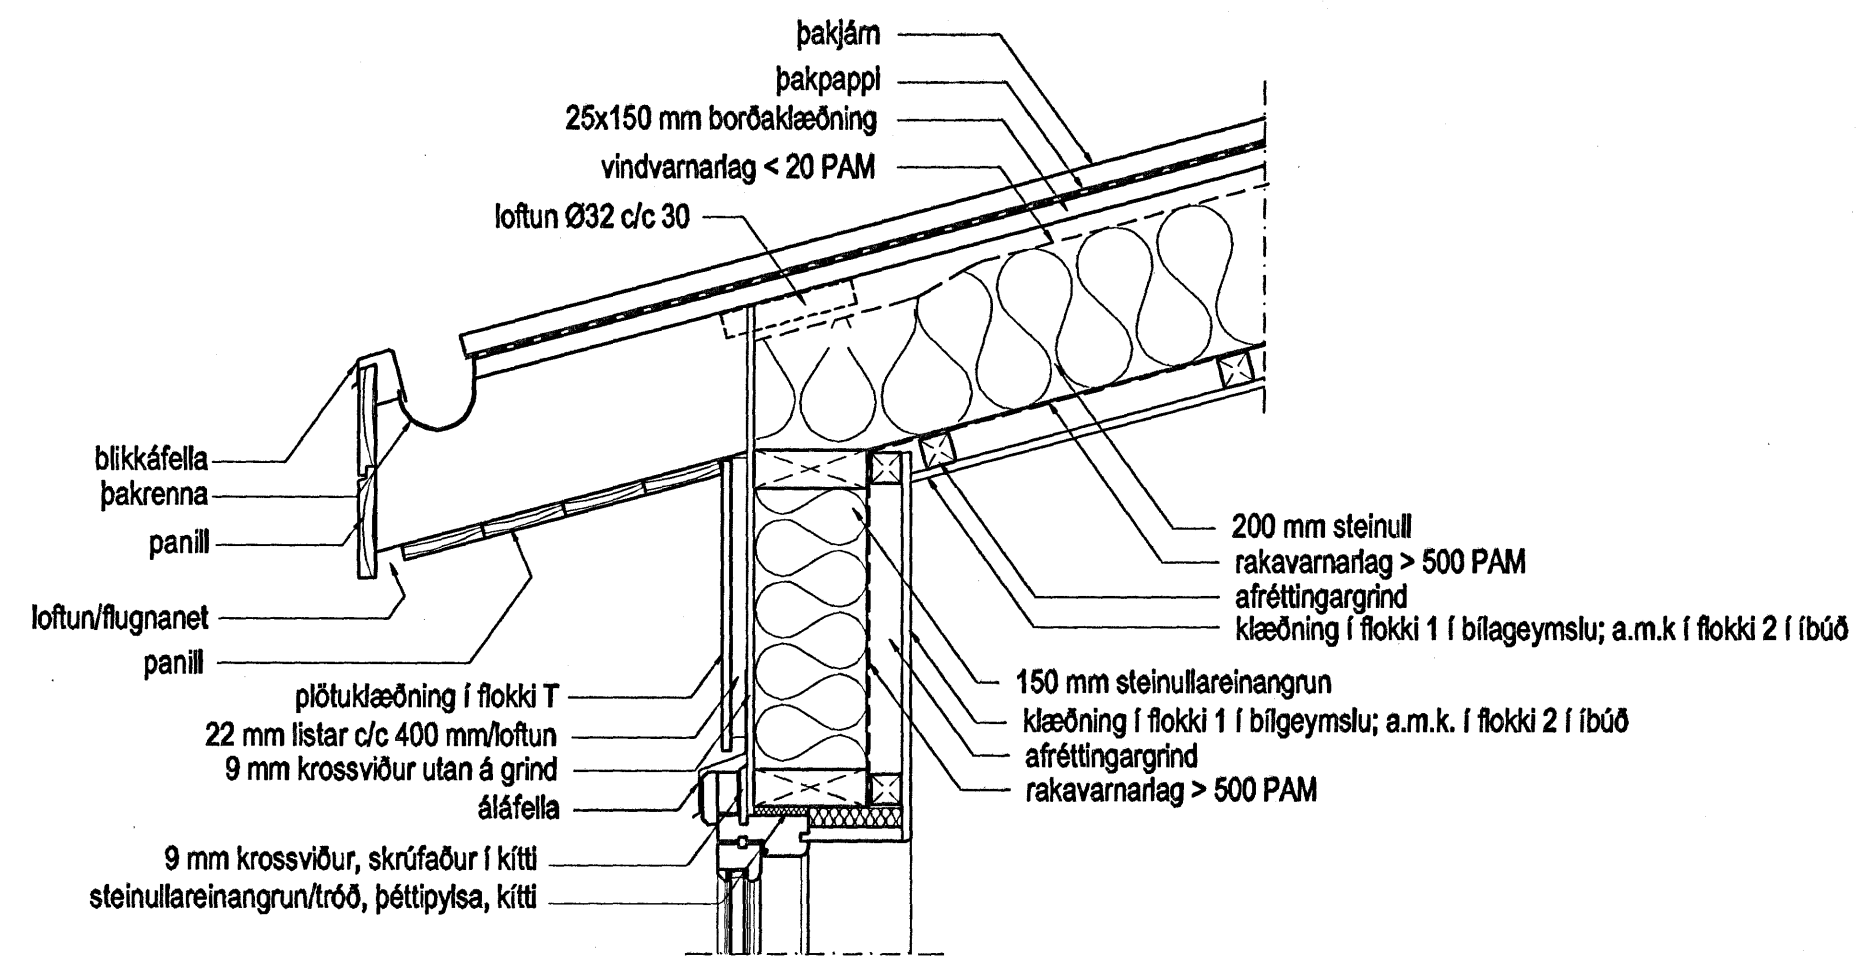 þakjárn
þakpappi
25x150 mm borðaklæðning
vindvarnarlag < 20 PAM
loftun Ø32 c/c 30
blikkáfella
þakrenna
panill
loftun/flugnanet
panill
plötuklæðning í flokki T
22 mm listar c/c 400 mm/loftun
9 mm krossviður utan á grind
áláfella
9 mm krossviður, skrúfaður í kítti
steinullareinangrun/tróð, þéttipylsa, kítti
200 mm steinull
rakavarnarlag > 500 PAM
afréttingargrind
klæðning í flokki 1 í bílageymslu; a.m.k í flokki 2 í íbúð
150 mm steinullareinangrun
klæðning í flokki 1 í bílgeymslu; a.m.k. í flokki 2 í íbúð
afréttingargrind
rakavarnarlag > 500 PAM